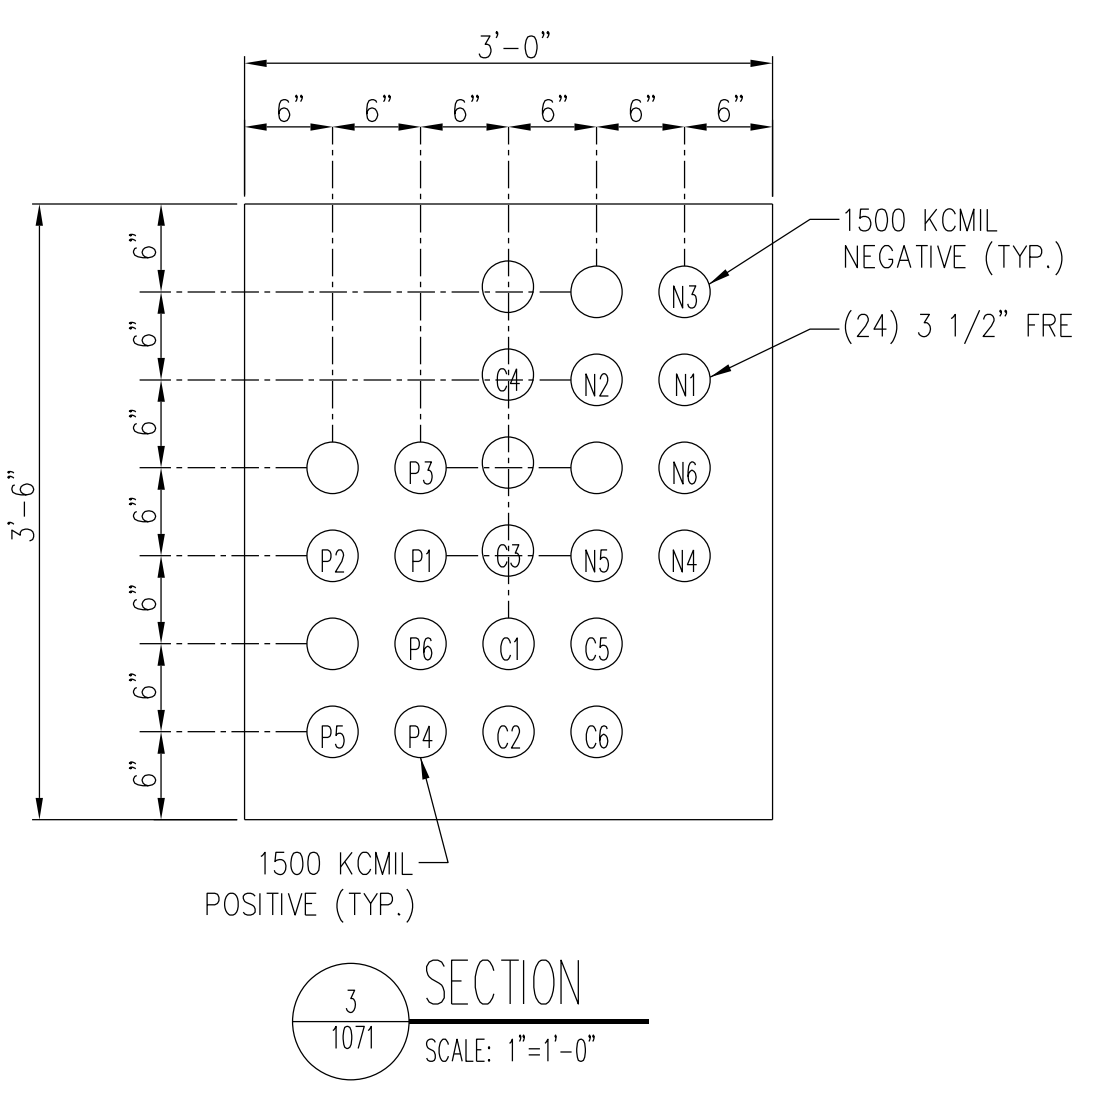 3'-0"
6" 6" 6" 6" 6" 6"
1500 KCMIL
NEGATIVE (TYP.)
6"
N3
(24) 3 1/2" FRE
6"
C4 N2 N1
6"
P3 N6
3'-6"
6"
P2 P1 C3 N5 N4
6"
P6 C1 C5
6"
P5 P4 C2 C6
6"
1500 KCMIL
POSITIVE (TYP.)
SECTION
3
1071
SCALE: 1"=1'-0"